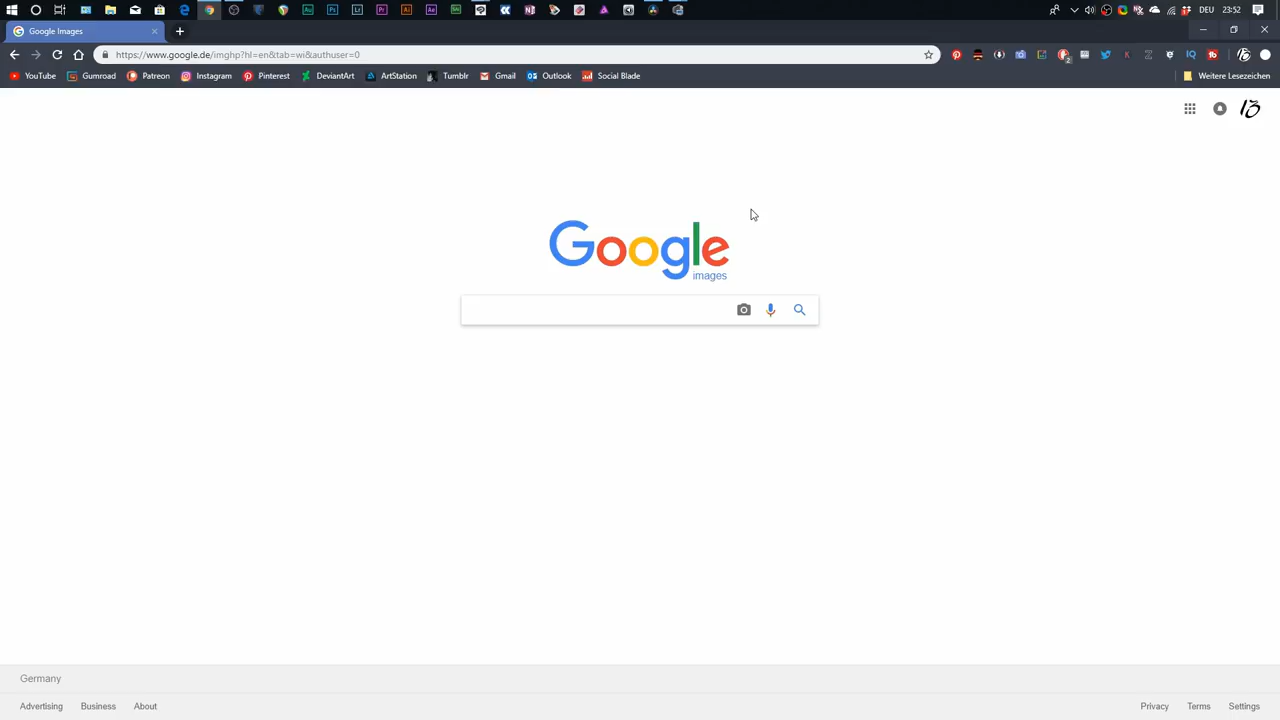 DEU 23:52
Google Images
https://www.google.de/imghp?hl=en&tab=wi&authuser=0
YouTube Gumroad Patreon Instagram Pinterest DeviantArt ArtStation Tumblr Gmail Outlook Social Blade Weitere Lesezeichen
Google
images
Germany
Advertising Business About Privacy Terms Settings